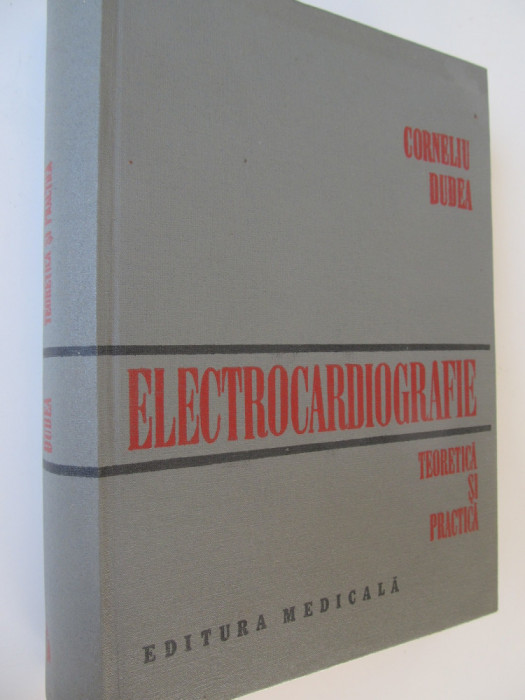 CORNELIU
DUDEA
ELECTROCARDIOGRAFIE
TEORETICĂ
ȘI
PRACTICĂ
EDITURA MEDICALĂ
DUDEA
TEORETICĂ ȘI PRACTICĂ